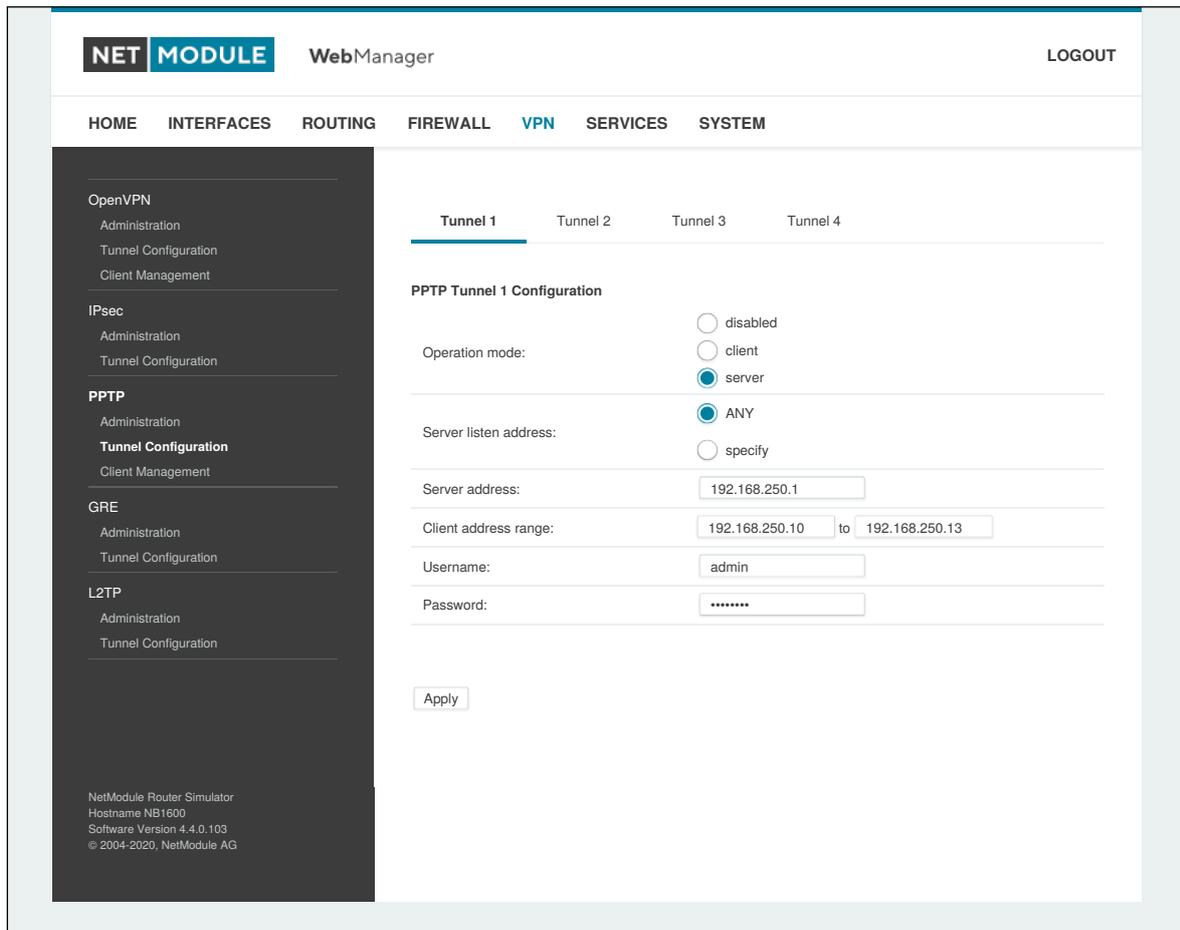 NET MODULE WebManager LOGOUT
HOME INTERFACES ROUTING FIREWALL VPN SERVICES SYSTEM
OpenVPN
Administration
Tunnel Configuration
Client Management
IPsec
Administration
Tunnel Configuration
PPTP
Administration
Tunnel Configuration
Client Management
GRE
Administration
Tunnel Configuration
L2TP
Administration
Tunnel Configuration
NetModule Router Simulator
Hostname NB1600
Software Version 4.4.0.103
© 2004-2020, NetModule AG
Tunnel 1 Tunnel 2 Tunnel 3 Tunnel 4
PPTP Tunnel 1 Configuration
Operation mode:
disabled
client
server
Server listen address:
ANY
specify
Server address: 192.168.250.1
Client address range: 192.168.250.10 to 192.168.250.13
Username: admin
Password: ••••••••
Apply